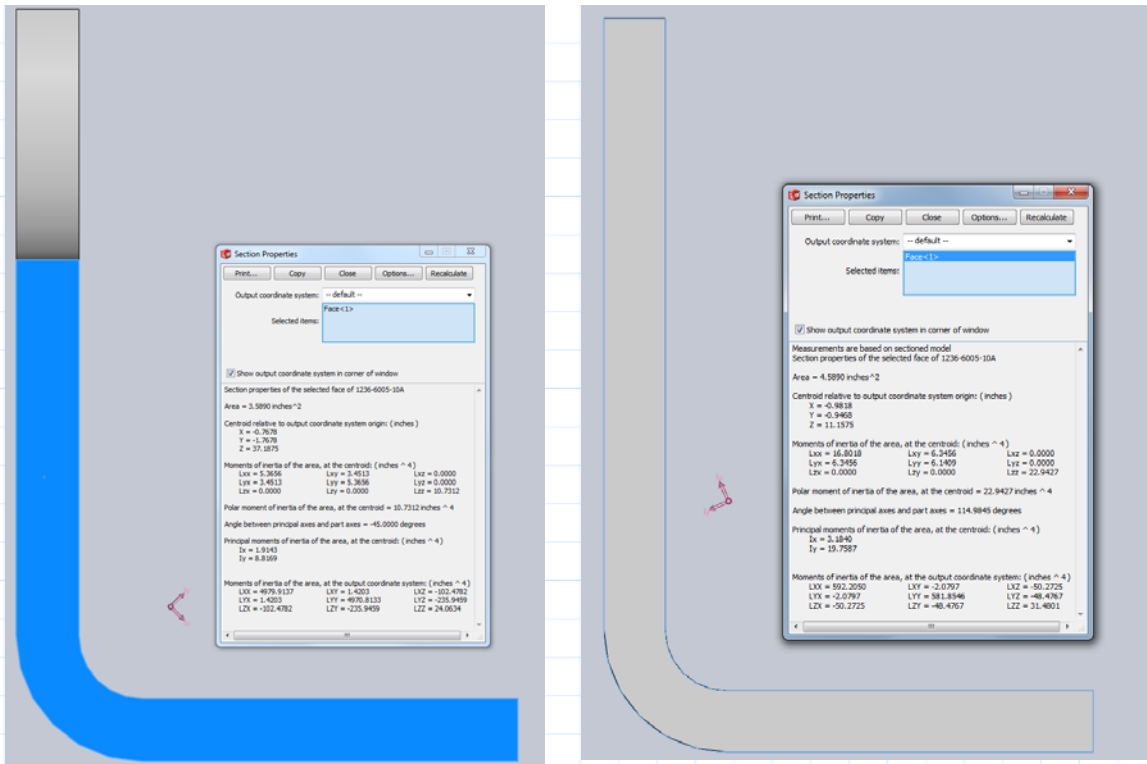 Section Properties
Print... Copy Close Options... Recalculate
Output coordinate system: -- default --
Selected items: Face<1>
Show output coordinate system in corner of window
Section properties of the selected face of 1236-6005-10A
Area = 3.5890 inches^2
Centroid relative to output coordinate system origin: ( inches )
X = -0.7678
Y = -1.7678
Z = 37.1875
Moments of inertia of the area, at the centroid: ( inches ^ 4 )
Lxx = 5.3656 Lxy = 3.4513 Lxz = 0.0000
Lyx = 3.4513 Lyy = 5.3656 Lyz = 0.0000
Lzx = 0.0000 Lzy = 0.0000 Lzz = 10.7312
Polar moment of inertia of the area, at the centroid = 10.7312 inches ^ 4
Angle between principal axes and part axes = -45.0000 degrees
Principal moments of inertia of the area, at the centroid: ( inches ^ 4 )
Ix = 1.9143
Iy = 8.8169
Moments of inertia of the area, at the output coordinate system: ( inches ^ 4 )
LXX = 4979.9137 LXY = 1.4203 LXZ = -102.4782
LYX = 1.4203 LYY = 4970.8133 LYZ = -235.9459
LZX = -102.4782 LZY = -235.9459 LZZ = 24.0634
Section Properties
Print... Copy Close Options... Recalculate
Output coordinate system: -- default --
Face<1>
Selected items:
Show output coordinate system in corner of window
Measurements are based on sectioned model
Section properties of the selected face of 1236-6005-10A
Area = 4.5890 inches^2
Centroid relative to output coordinate system origin: ( inches )
X = -0.9818
Y = -0.9468
Z = 11.1575
Moments of inertia of the area, at the centroid: ( inches ^ 4 )
Lxx = 16.8018 Lxy = 6.3456 Lxz = 0.0000
Lyx = 6.3456 Lyy = 6.1409 Lyz = 0.0000
Lzx = 0.0000 Lzy = 0.0000 Lzz = 22.9427
Polar moment of inertia of the area, at the centroid = 22.9427 inches ^ 4
Angle between principal axes and part axes = 114.9845 degrees
Principal moments of inertia of the area, at the centroid: ( inches ^ 4 )
Ix = 3.1840
Iy = 19.7587
Moments of inertia of the area, at the output coordinate system: ( inches ^ 4 )
LXX = 592.2050 LXY = -2.0797 LXZ = -50.2725
LYX = -2.0797 LYY = 581.8546 LYZ = -48.4767
LZX = -50.2725 LZY = -48.4767 LZZ = 31.4801